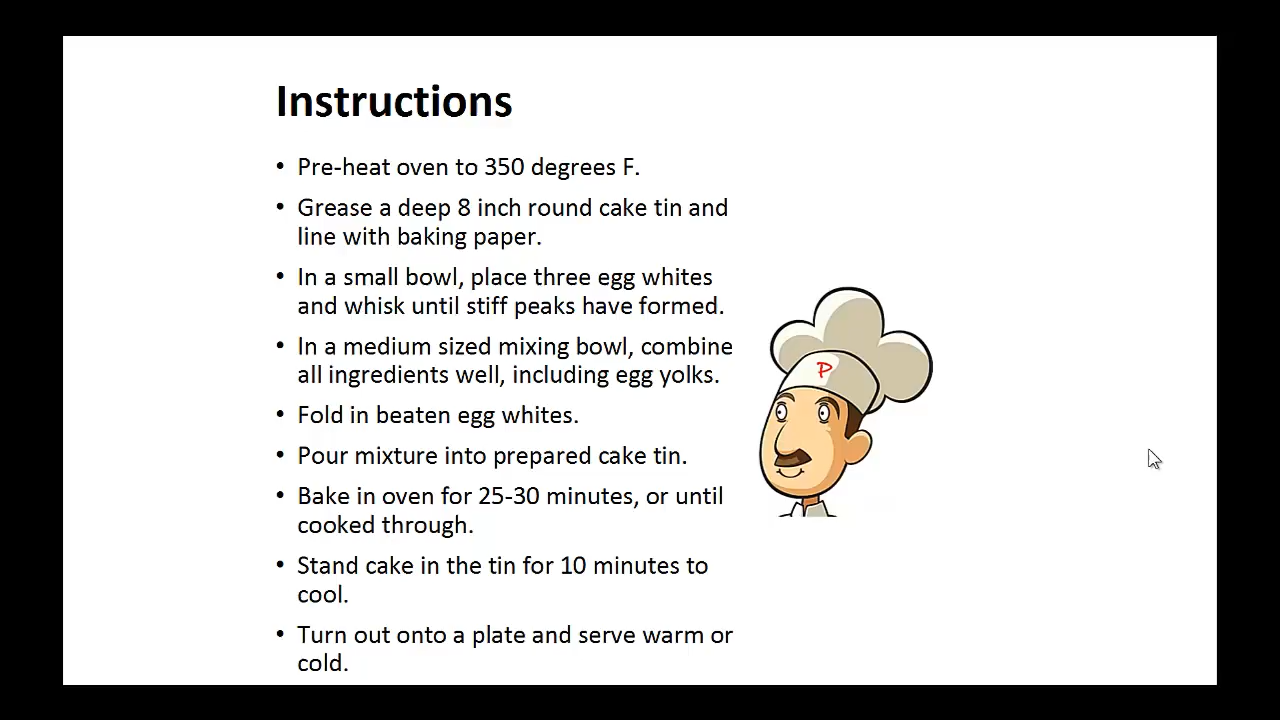 Instructions
• Pre-heat oven to 350 degrees F.
• Grease a deep 8 inch round cake tin and
line with baking paper.
• In a small bowl, place three egg whites
and whisk until stiff peaks have formed.
• In a medium sized mixing bowl, combine
all ingredients well, including egg yolks.
• Fold in beaten egg whites.
• Pour mixture into prepared cake tin.
• Bake in oven for 25-30 minutes, or until
cooked through.
• Stand cake in the tin for 10 minutes to
cool.
• Turn out onto a plate and serve warm or
cold.
P